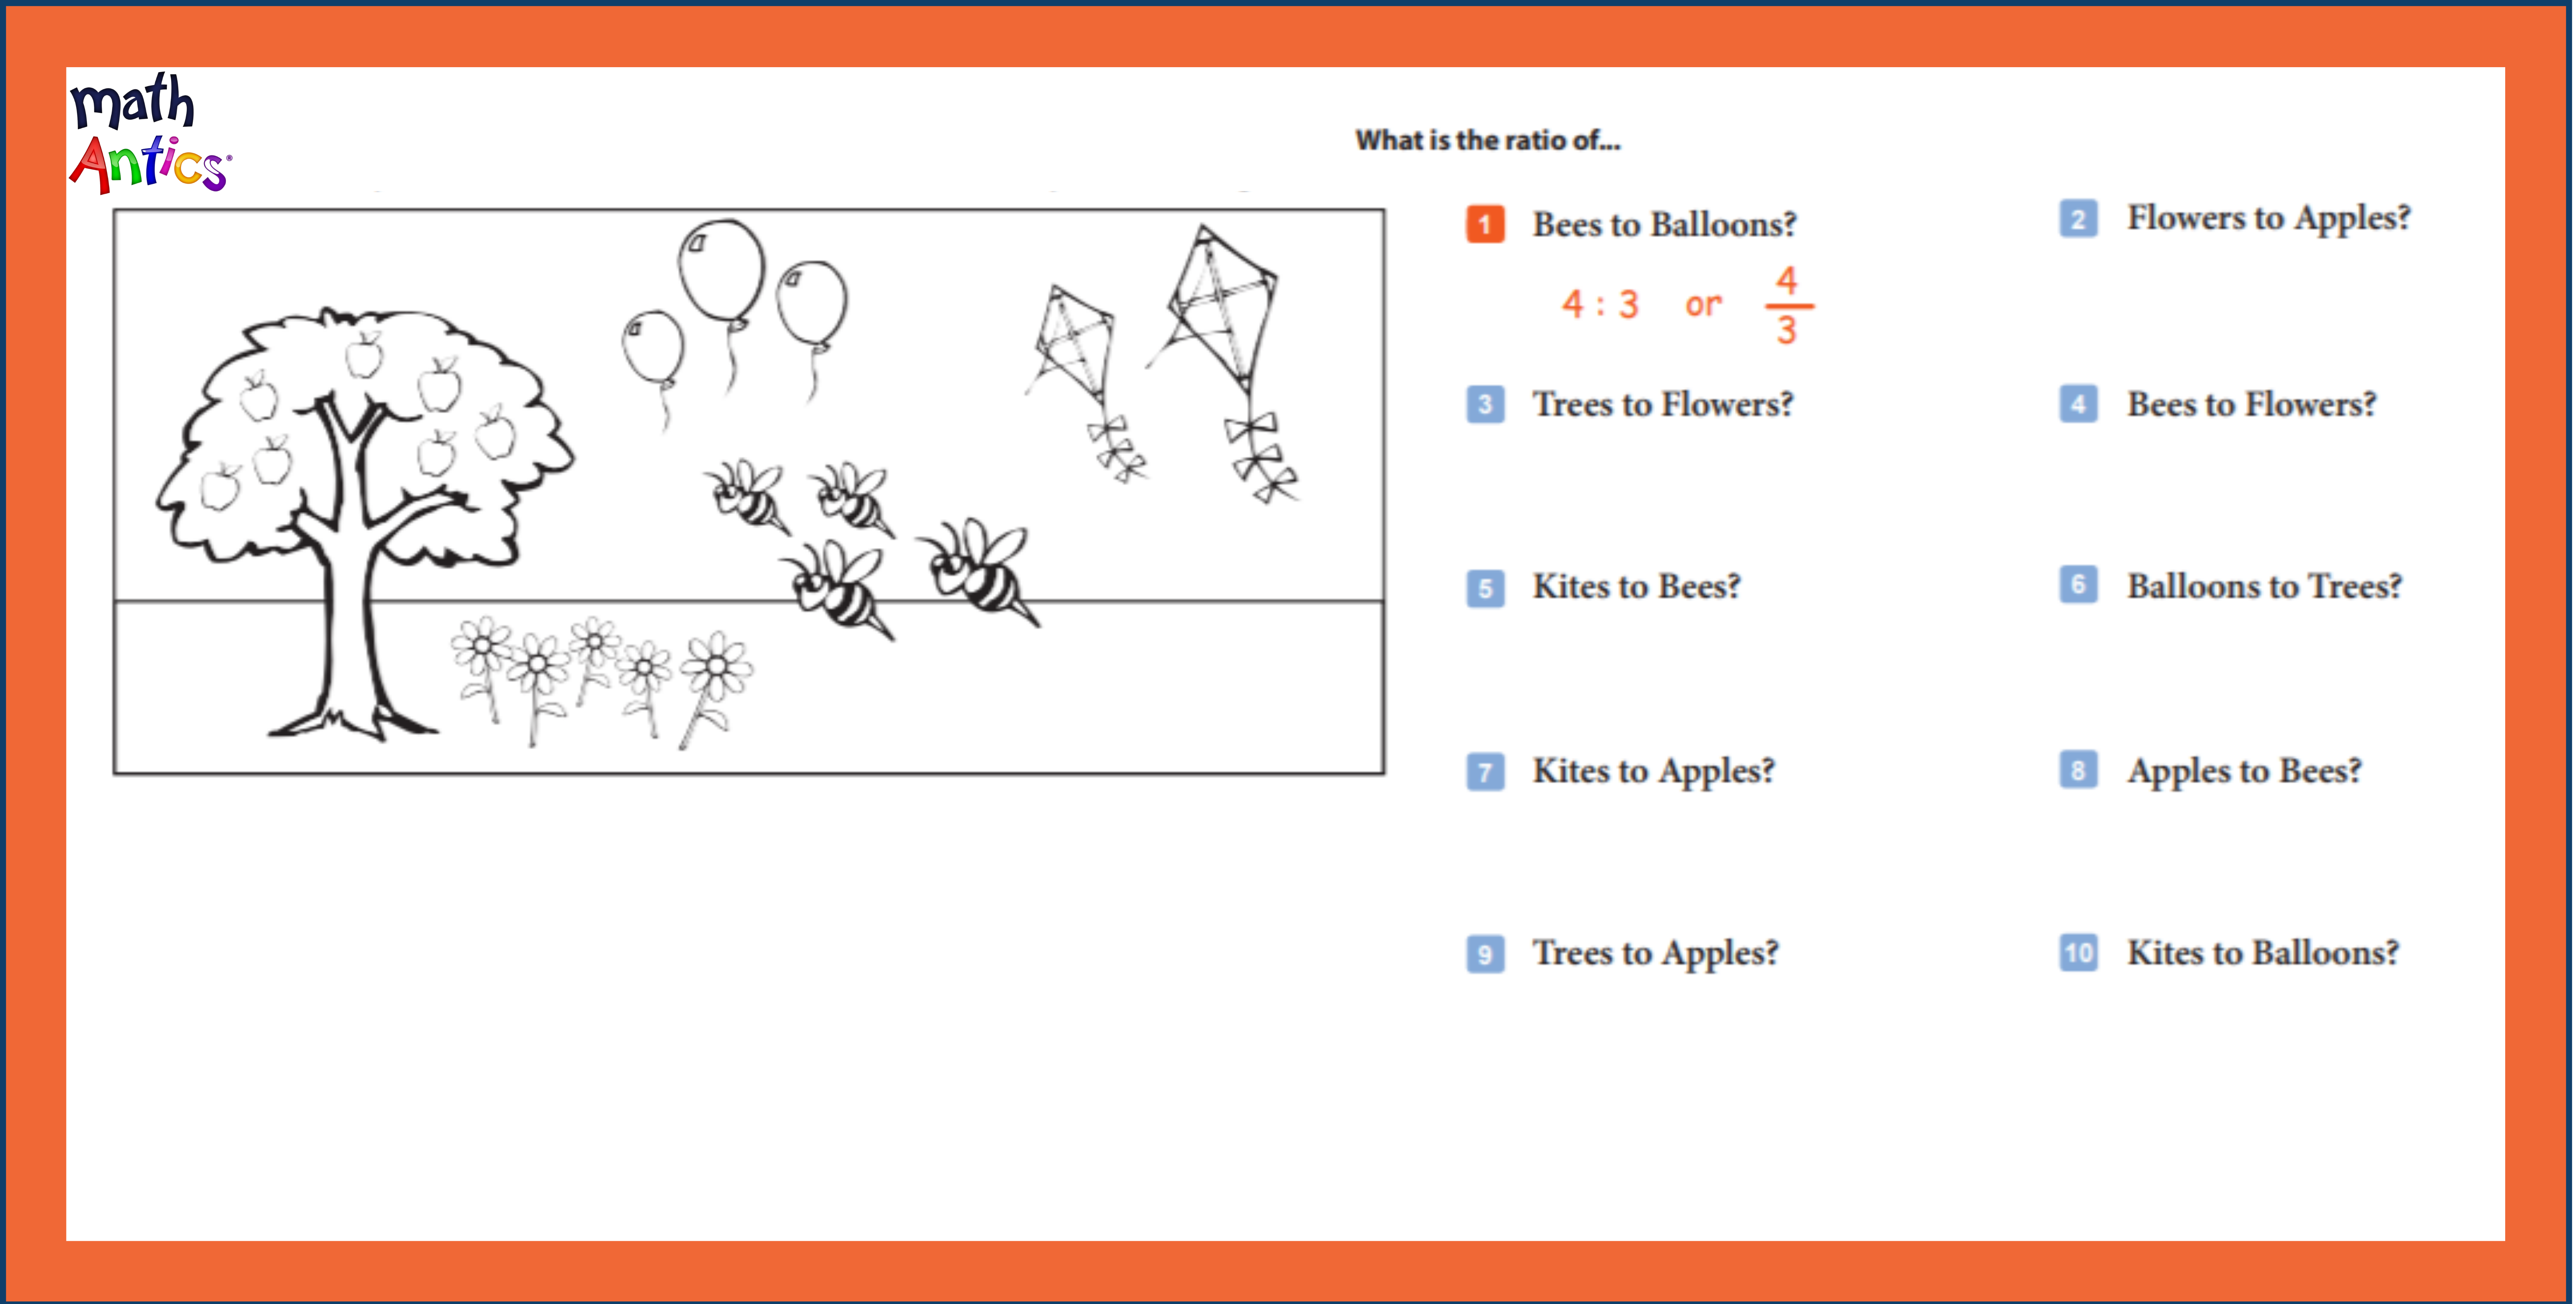 math
Antics®
What is the ratio of...
1 Bees to Balloons?
4 : 3 or 4/3
2 Flowers to Apples?
3 Trees to Flowers?
4 Bees to Flowers?
5 Kites to Bees?
6 Balloons to Trees?
7 Kites to Apples?
8 Apples to Bees?
9 Trees to Apples?
10 Kites to Balloons?